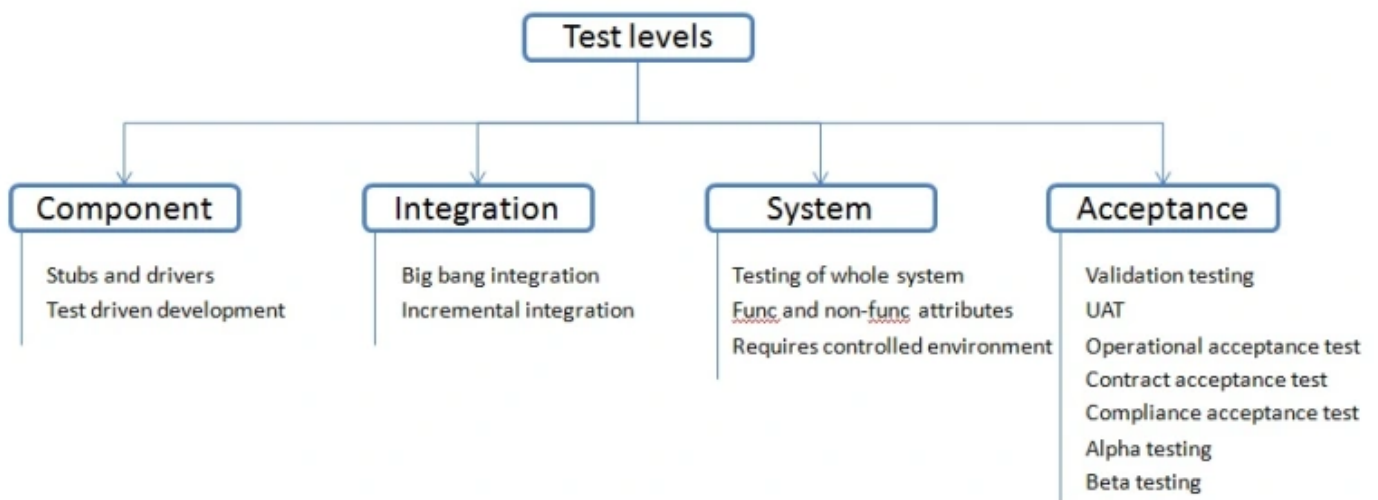 Test levels
Component
Stubs and drivers
Test driven development
Integration
Big bang integration
Incremental integration
System
Testing of whole system
Func and non-func attributes
Requires controlled environment
Acceptance
Validation testing
UAT
Operational acceptance test
Contract acceptance test
Compliance acceptance test
Alpha testing
Beta testing